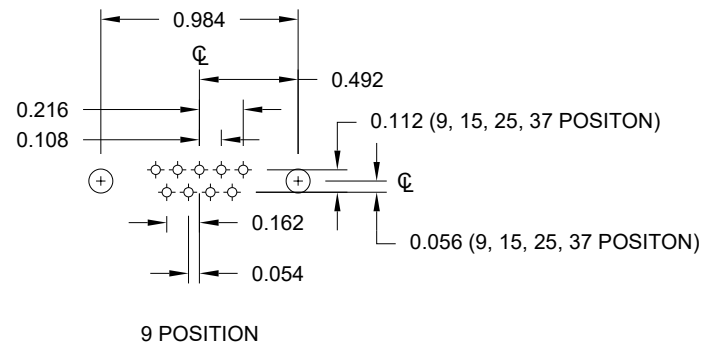 0.984
℄
0.492
0.216
0.108
0.112 (9, 15, 25, 37 POSITON)
℄
0.162
0.056 (9, 15, 25, 37 POSITON)
0.054
9 POSITION